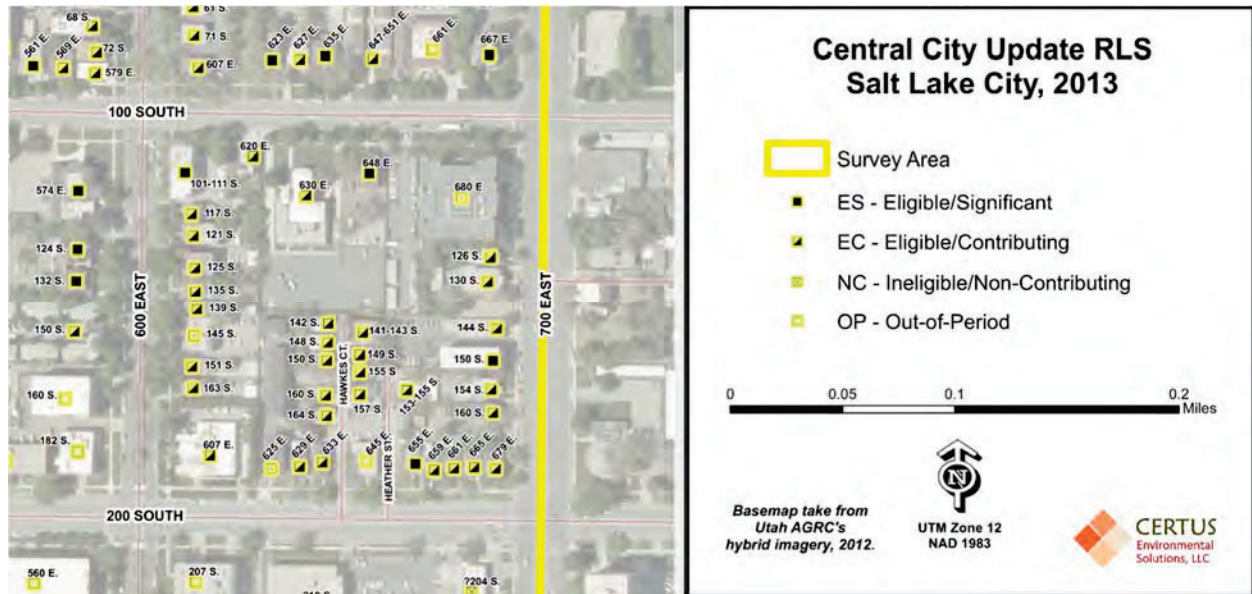 68 S.
61 S.
561 E.
569 E.
72 S.
71 S.
623 E.
627 E.
635 E.
647-651 E.
661 E.
667 E.
579 E.
607 E.
100 SOUTH
620 E.
648 E.
574 E.
101-111 S.
630 E.
680 E.
117 S.
121 S.
124 S.
126 S.
125 S.
132 S.
600 EAST
135 S.
130 S.
700 EAST
139 S.
150 S.
145 S.
142 S.
141-143 S.
144 S.
148 S.
HAWKES CT.
149 S.
150 S.
150 S.
151 S.
155 S.
163 S.
160 S.
157 S.
153-155 S.
154 S.
160 S.
164 S.
160 S.
182 S.
607 E.
625 E.
629 E.
633 E.
645 E.
HEATHER ST.
655 E.
659 E.
661 E.
665 E.
679 E.
200 SOUTH
560 E.
207 S.
?204 S.
Central City Update RLS
Salt Lake City, 2013
Survey Area
ES - Eligible/Significant
EC - Eligible/Contributing
NC - Ineligible/Non-Contributing
OP - Out-of-Period
0 0.05 0.1 0.2
Miles
Basemap take from
Utah AGRC's
hybrid imagery, 2012.
N
UTM Zone 12
NAD 1983
CERTUS
Environmental
Solutions, LLC